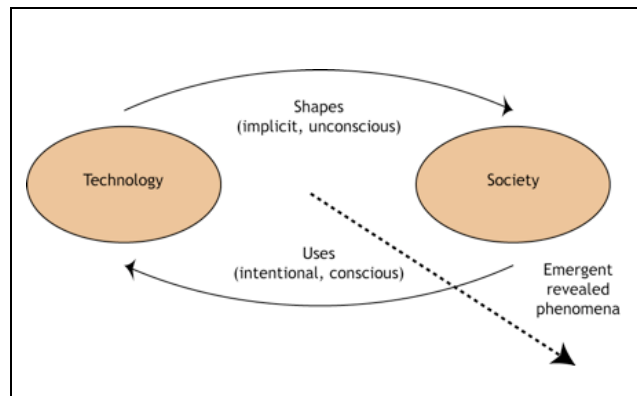 Shapes
(implicit, unconscious)
Technology
Society
Uses
(intentional, conscious)
Emergent
revealed
phenomena